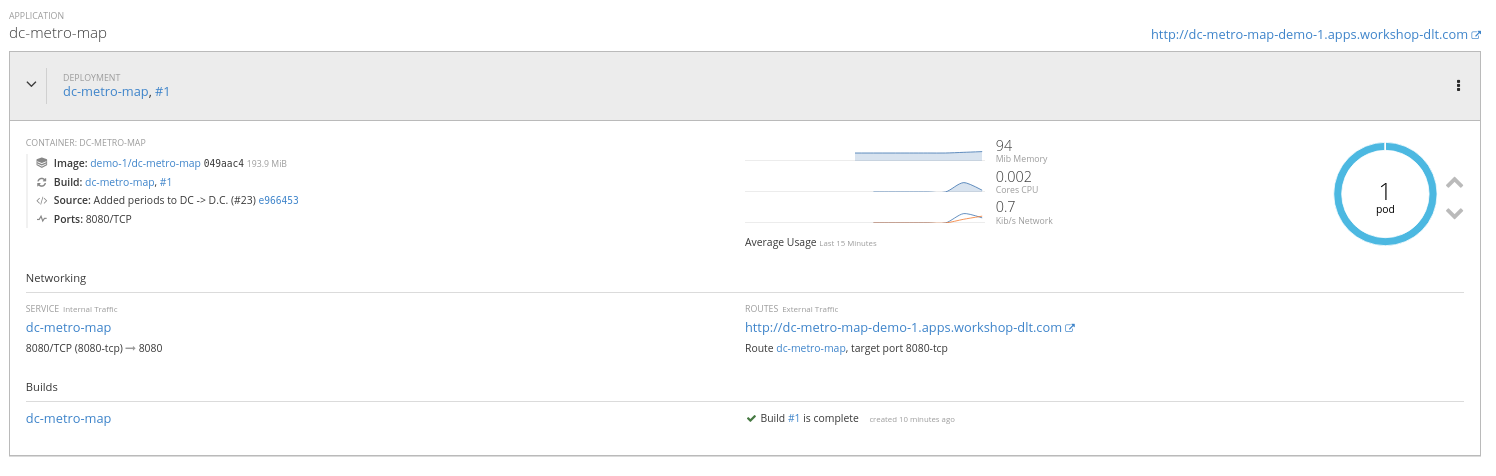 APPLICATION
dc-metro-map
http://dc-metro-map-demo-1.apps.workshop-dlt.com
DEPLOYMENT
dc-metro-map, #1
CONTAINER: DC-METRO-MAP
Image: demo-1/dc-metro-map 049aac4 193.9 MiB
Build: dc-metro-map, #1
Source: Added periods to DC -> D.C. (#23) e966453
Ports: 8080/TCP
94
Mib Memory
0.002
Cores CPU
0.7
Kib/s Network
Average Usage Last 15 Minutes
1
pod
Networking
SERVICE Internal Traffic
dc-metro-map
8080/TCP (8080-tcp) → 8080
ROUTES External Traffic
http://dc-metro-map-demo-1.apps.workshop-dlt.com
Route dc-metro-map, target port 8080-tcp
Builds
dc-metro-map
Build #1 is complete created 10 minutes ago